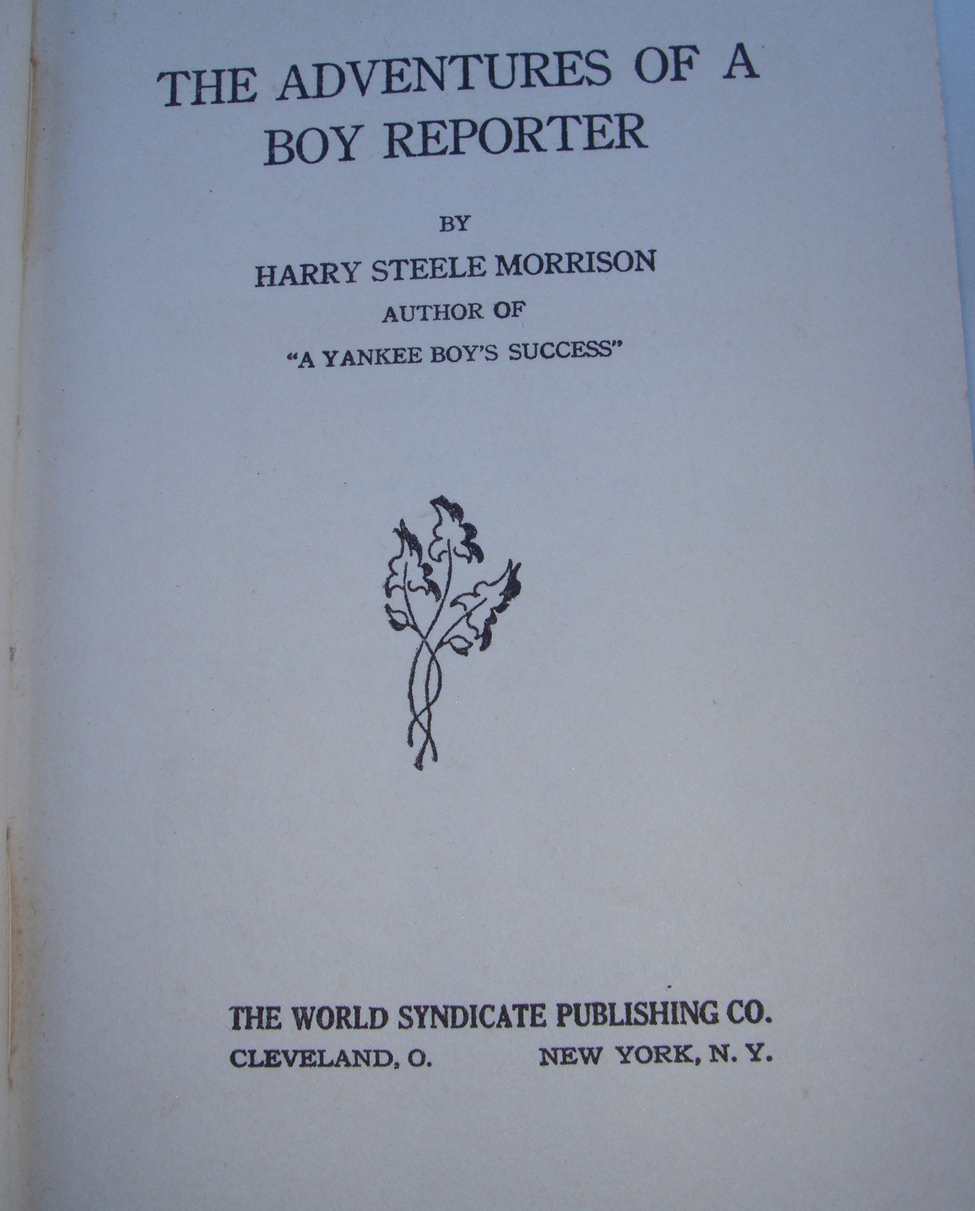 THE ADVENTURES OF A
BOY REPORTER
BY
HARRY STEELE MORRISON
AUTHOR OF
“A YANKEE BOY’S SUCCESS”
THE WORLD SYNDICATE PUBLISHING CO.
CLEVELAND, O. NEW YORK, N. Y.